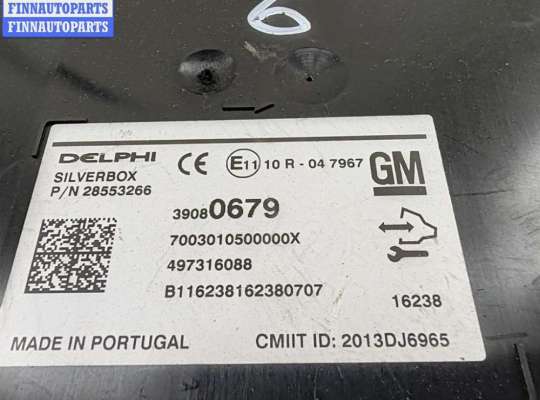 FINNAUTOPARTS
FINNAUTOPARTS
6
DELPHI
CE E11 10 R - 04 7967
GM
SILVERBOX
P/N 28553266
39080679
7003010500000X
497316088
B116238162380707
16238
MADE IN PORTUGAL
CMIIT ID: 2013DJ6965